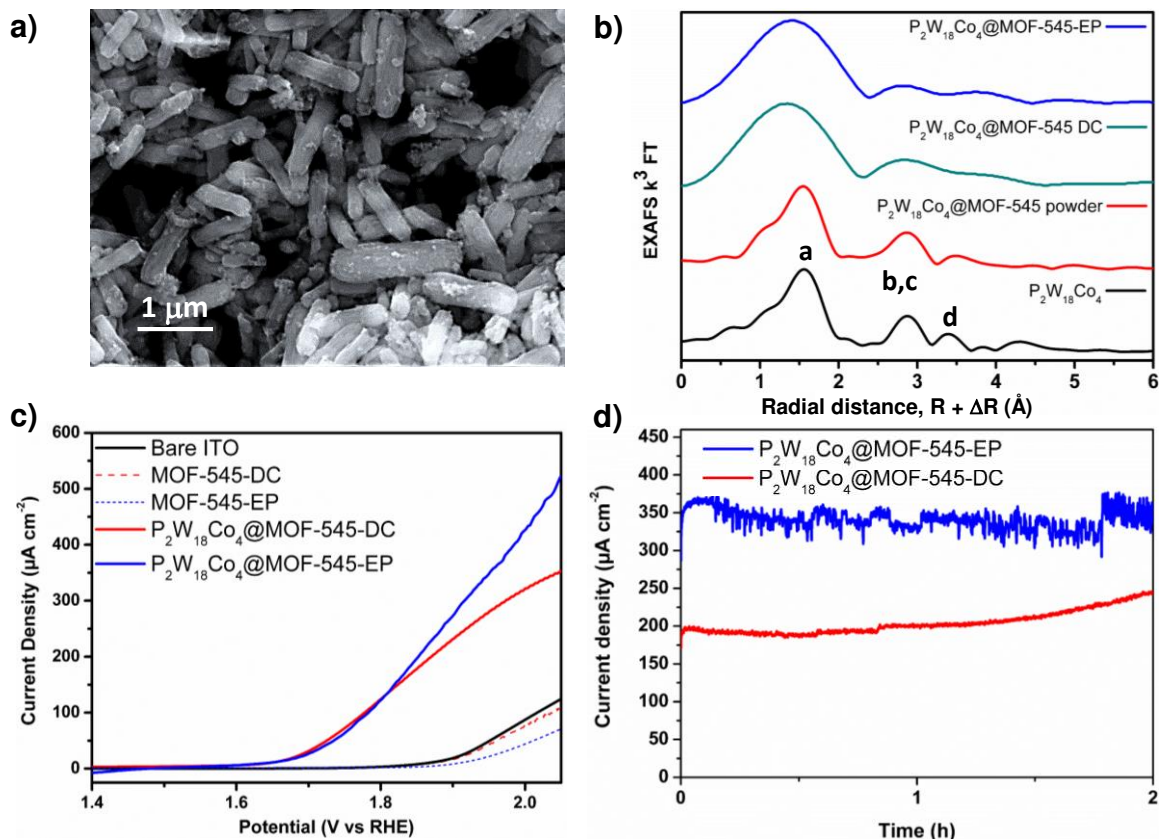 a)
1 μm
b)
P₂W₁₈Co₄@MOF-545-EP
P₂W₁₈Co₄@MOF-545 DC
P₂W₁₈Co₄@MOF-545 powder
P₂W₁₈Co₄
a
b,c
d
EXAFS k³ FT
0 1 2 3 4 5 6
Radial distance, R + ΔR (Å)
c)
Bare ITO
MOF-545-DC
MOF-545-EP
P₂W₁₈Co₄@MOF-545-DC
P₂W₁₈Co₄@MOF-545-EP
Current Density (μA cm⁻²)
600
500
400
300
200
100
0
1.4 1.6 1.8 2.0
Potential (V vs RHE)
d)
P₂W₁₈Co₄@MOF-545-EP
P₂W₁₈Co₄@MOF-545-DC
Current density (μA cm⁻²)
450
400
350
300
250
200
150
100
50
0
0 1 2
Time (h)